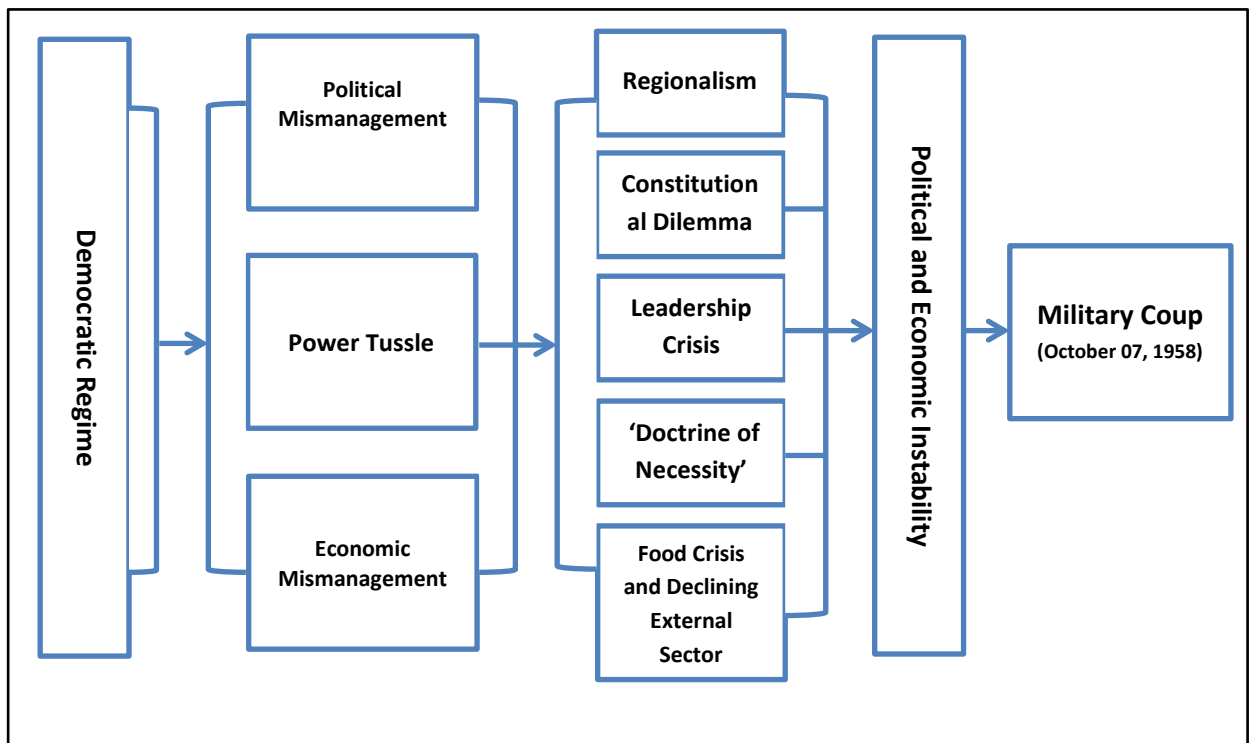 Democratic Regime
Political
Mismanagement
Power Tussle
Economic
Mismanagement
Regionalism
Constitution
al Dilemma
Leadership
Crisis
‘Doctrine of
Necessity’
Food Crisis
and Declining
External
Sector
Political and Economic Instability
Military Coup
(October 07, 1958)